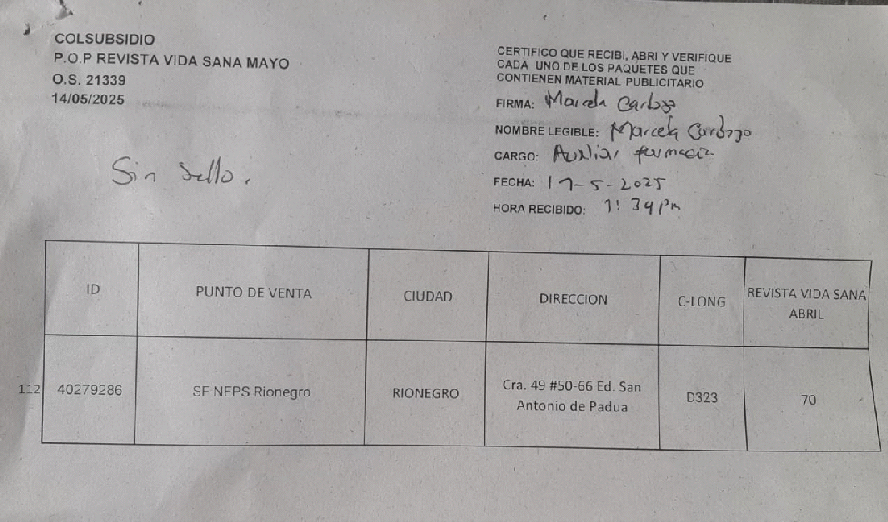 COLSUBSIDIO
P.O.P REVISTA VIDA SANA MAYO
O.S. 21339
14/05/2025
CERTIFICO QUE RECIBI, ABRI Y VERIFIQUE
CADA UNO DE LOS PAQUETES QUE
CONTIENEN MATERIAL PUBLICITARIO
FIRMA: Marcela Cardozo
NOMBRE LEGIBLE: Marcela Cardozo
CARGO: Auxiliar farmacia
FECHA: 17-5-2025
HORA RECIBIDO: 1:34 pm
Sin sello.
ID PUNTO DE VENTA CIUDAD DIRECCION C-LONG REVISTA VIDA SANA
ABRIL
112 40279286 SF NEPS Rionegro RIONEGRO Cra. 49 #50-66 Ed. San
Antonio de Padua D323 70